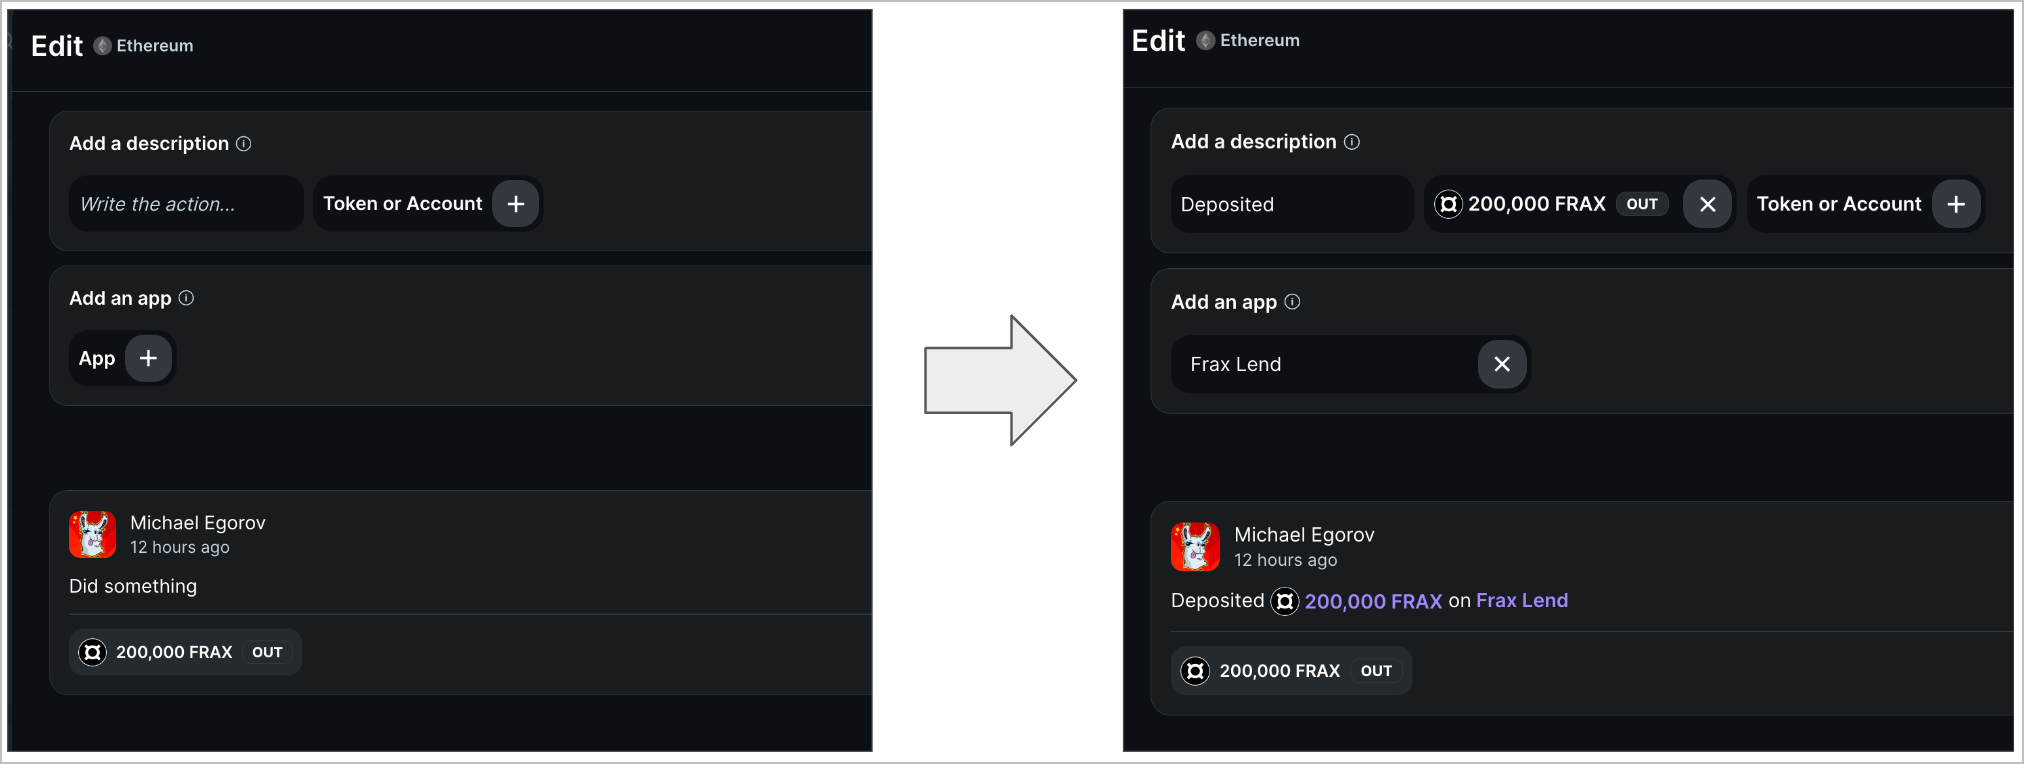 Edit Ethereum
Add a description
Write the action... Token or Account
Add an app
App
Michael Egorov
12 hours ago
Did something
200,000 FRAX OUT
Edit Ethereum
Add a description
Deposited 200,000 FRAX OUT Token or Account
Add an app
Frax Lend
Michael Egorov
12 hours ago
Deposited 200,000 FRAX on Frax Lend
200,000 FRAX OUT